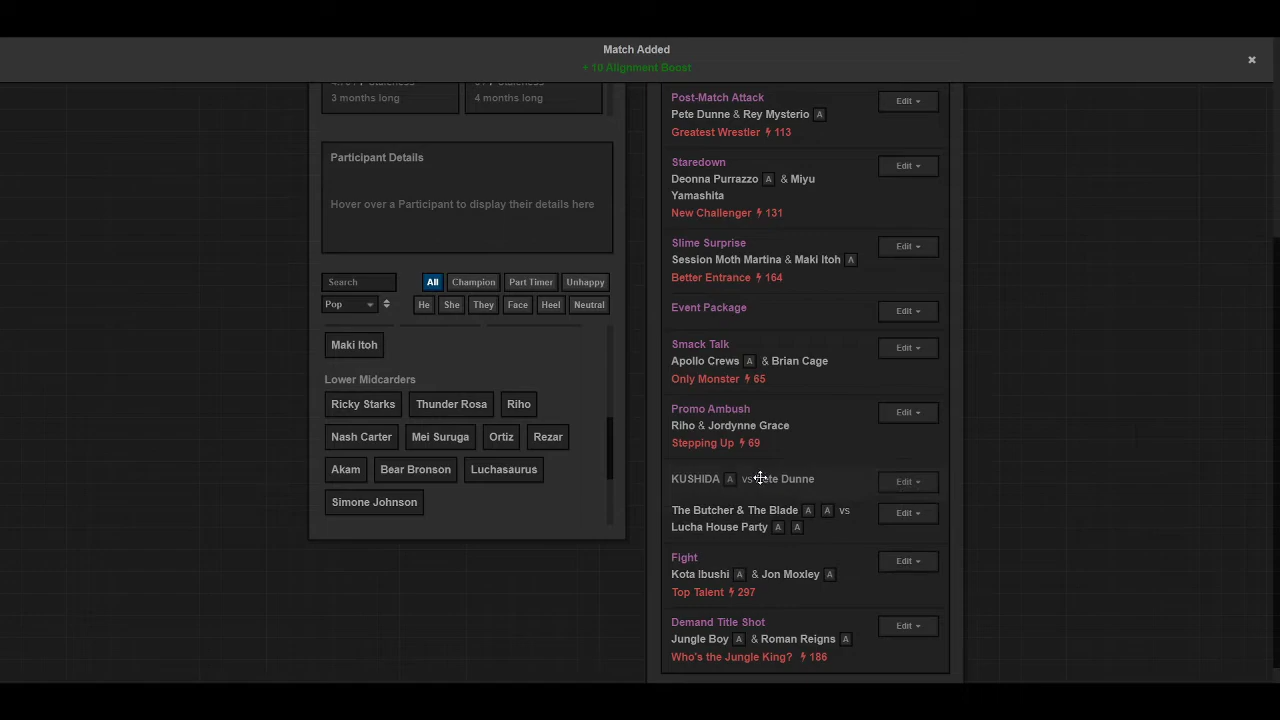 Match Added
+ 10 Alignment Boost
×
3 months long
4 months long
Participant Details
Hover over a Participant to display their details here
Search
All
Champion
Part Timer
Unhappy
Pop
He
She
They
Face
Heel
Neutral
Maki Itoh
Lower Midcarders
Ricky Starks
Thunder Rosa
Riho
Nash Carter
Mei Suruga
Ortiz
Rezar
Akam
Bear Bronson
Luchasaurus
Simone Johnson
Post-Match Attack
Edit
Pete Dunne & Rey Mysterio A
Greatest Wrestler 113
Staredown
Edit
Deonna Purrazzo A & Miyu
Yamashita
New Challenger 131
Slime Surprise
Edit
Session Moth Martina & Maki Itoh A
Better Entrance 164
Event Package
Edit
Smack Talk
Edit
Apollo Crews A & Brian Cage
Only Monster 65
Promo Ambush
Edit
Riho & Jordynne Grace
Stepping Up 69
KUSHIDA A vs Dunne
Edit
The Butcher & The Blade A A vs
Edit
Lucha House Party A A
Fight
Edit
Kota Ibushi A & Jon Moxley A
Top Talent 297
Demand Title Shot
Edit
Jungle Boy A & Roman Reigns A
Who's the Jungle King? 186